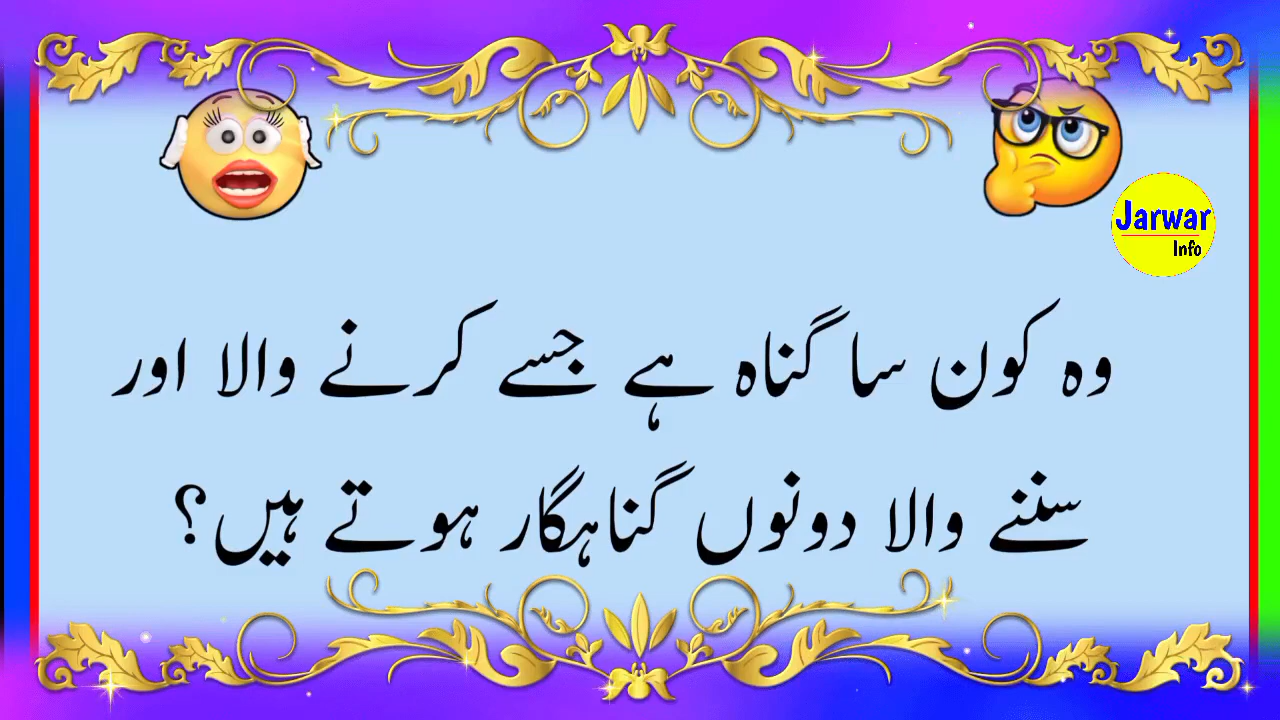 Jarwar
Info
وہ کون سا گناہ ہے جسے کرنے والا اور
سننے والا دونوں گناہگار ہوتے ہیں؟